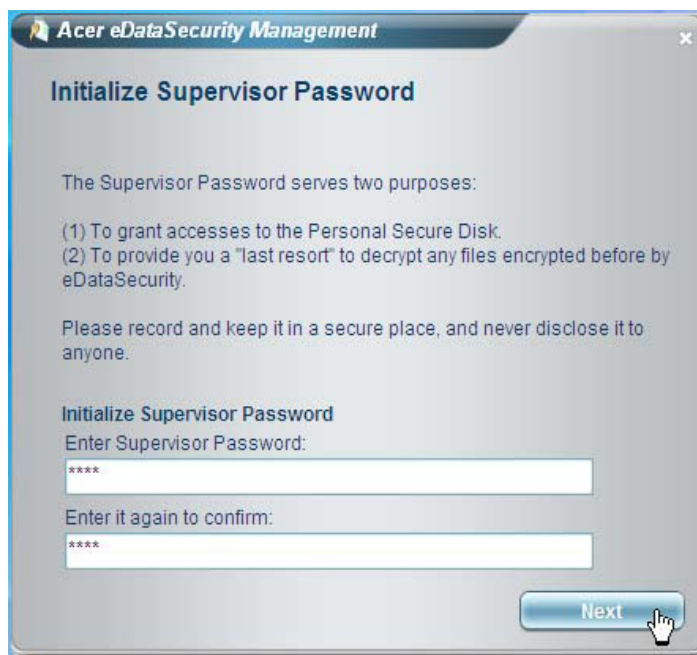 Acer eDataSecurity Management
Initialize Supervisor Password
The Supervisor Password serves two purposes:
(1) To grant accesses to the Personal Secure Disk.
(2) To provide you a "last resort" to decrypt any files encrypted before by
eDataSecurity.
Please record and keep it in a secure place, and never disclose it to
anyone.
Initialize Supervisor Password
Enter Supervisor Password:
****
Enter it again to confirm:
****
Next